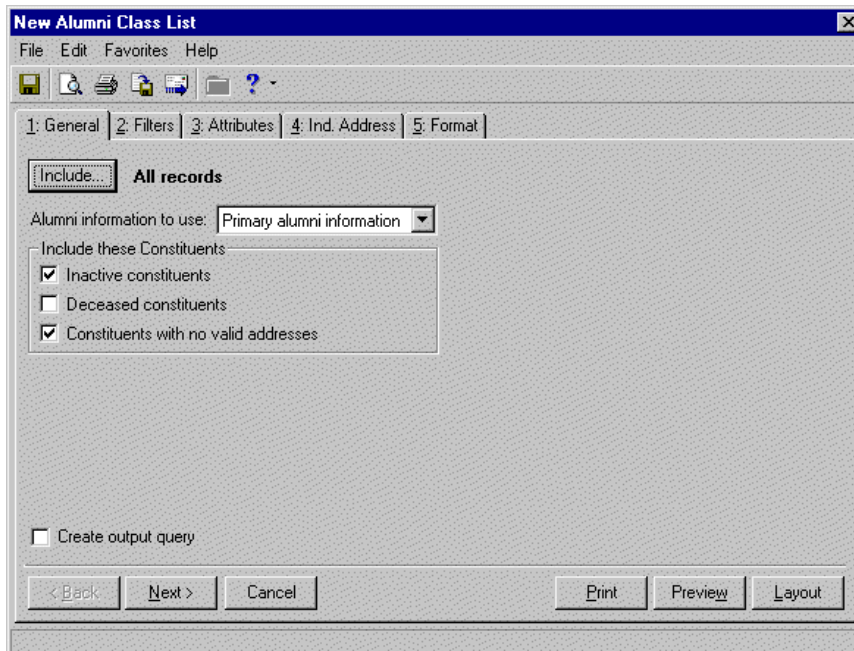 New Alumni Class List
File Edit Favorites Help
?
1: General 2: Filters 3: Attributes 4: Ind. Address 5: Format
Include... All records
Alumni information to use: Primary alumni information
Include these Constituents
Inactive constituents
Deceased constituents
Constituents with no valid addresses
Create output query
< Back Next > Cancel Print Preview Layout